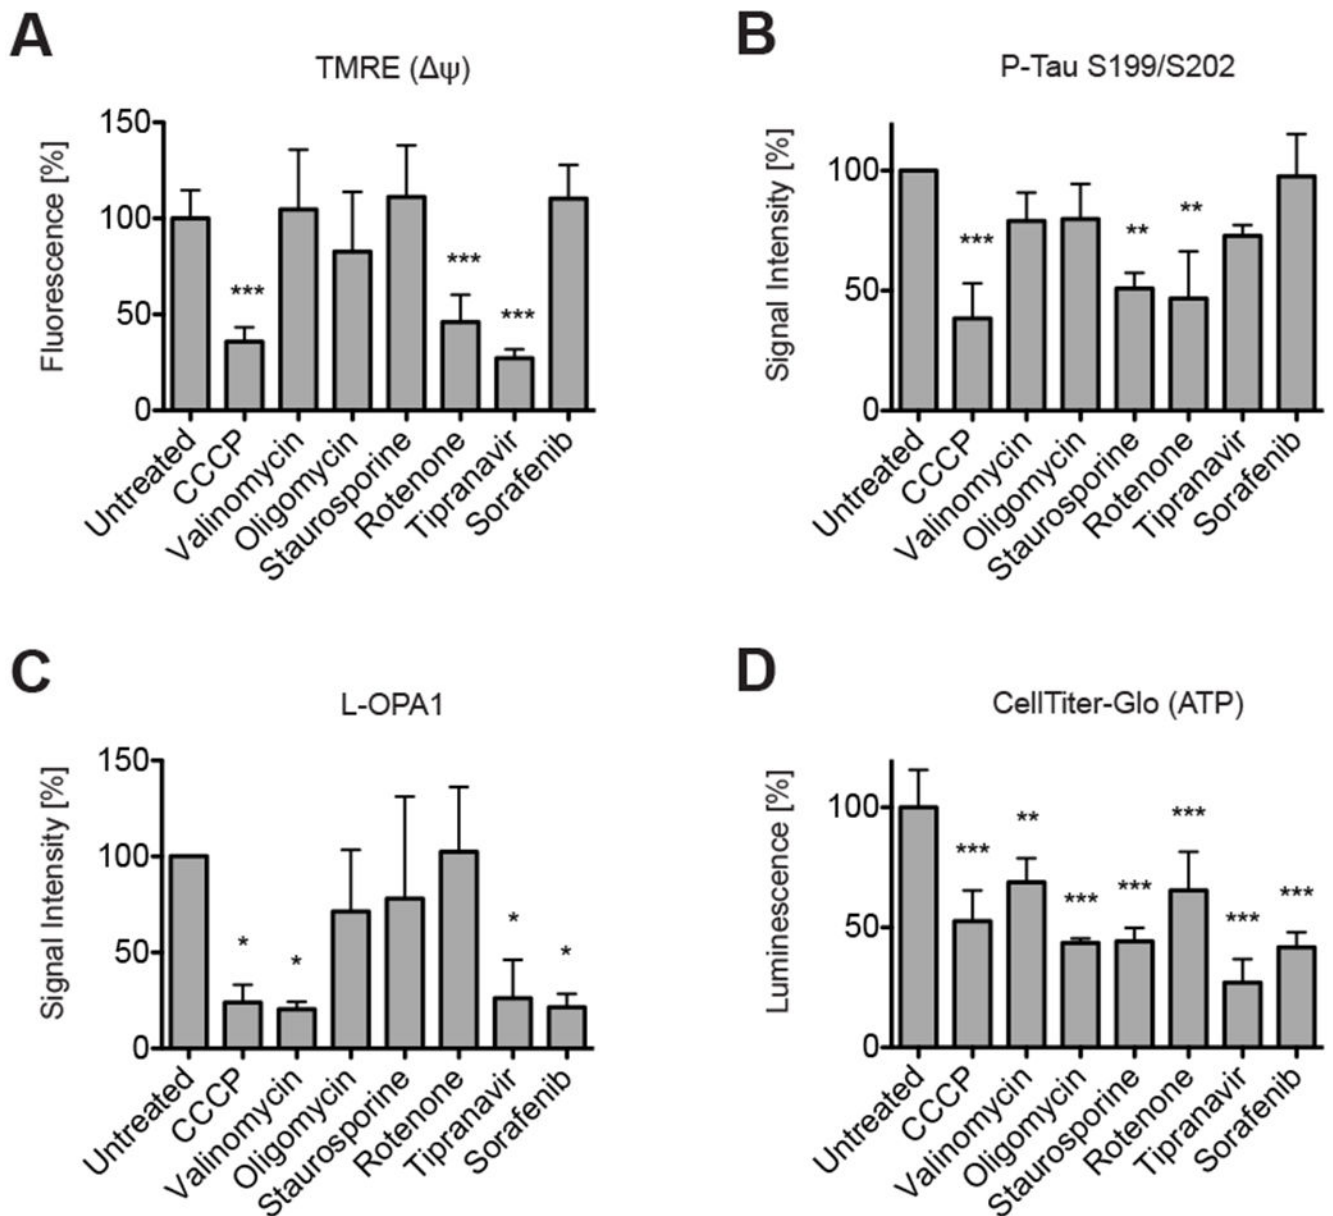 A
TMRE (Δψ)
Fluorescence [%]
150
100
50
0
***
***
***
Untreated
CCCP
Valinomycin
Oligomycin
Staurosporine
Rotenone
Tipranavir
Sorafenib
B
P-Tau S199/S202
Signal Intensity [%]
100
50
0
***
**
**
Untreated
CCCP
Valinomycin
Oligomycin
Staurosporine
Rotenone
Tipranavir
Sorafenib
C
L-OPA1
Signal Intensity [%]
150
100
50
0
*
*
*
*
Untreated
CCCP
Valinomycin
Oligomycin
Staurosporine
Rotenone
Tipranavir
Sorafenib
D
CellTiter-Glo (ATP)
Luminescence [%]
100
50
0
***
**
***
***
***
***
***
Untreated
CCCP
Valinomycin
Oligomycin
Staurosporine
Rotenone
Tipranavir
Sorafenib